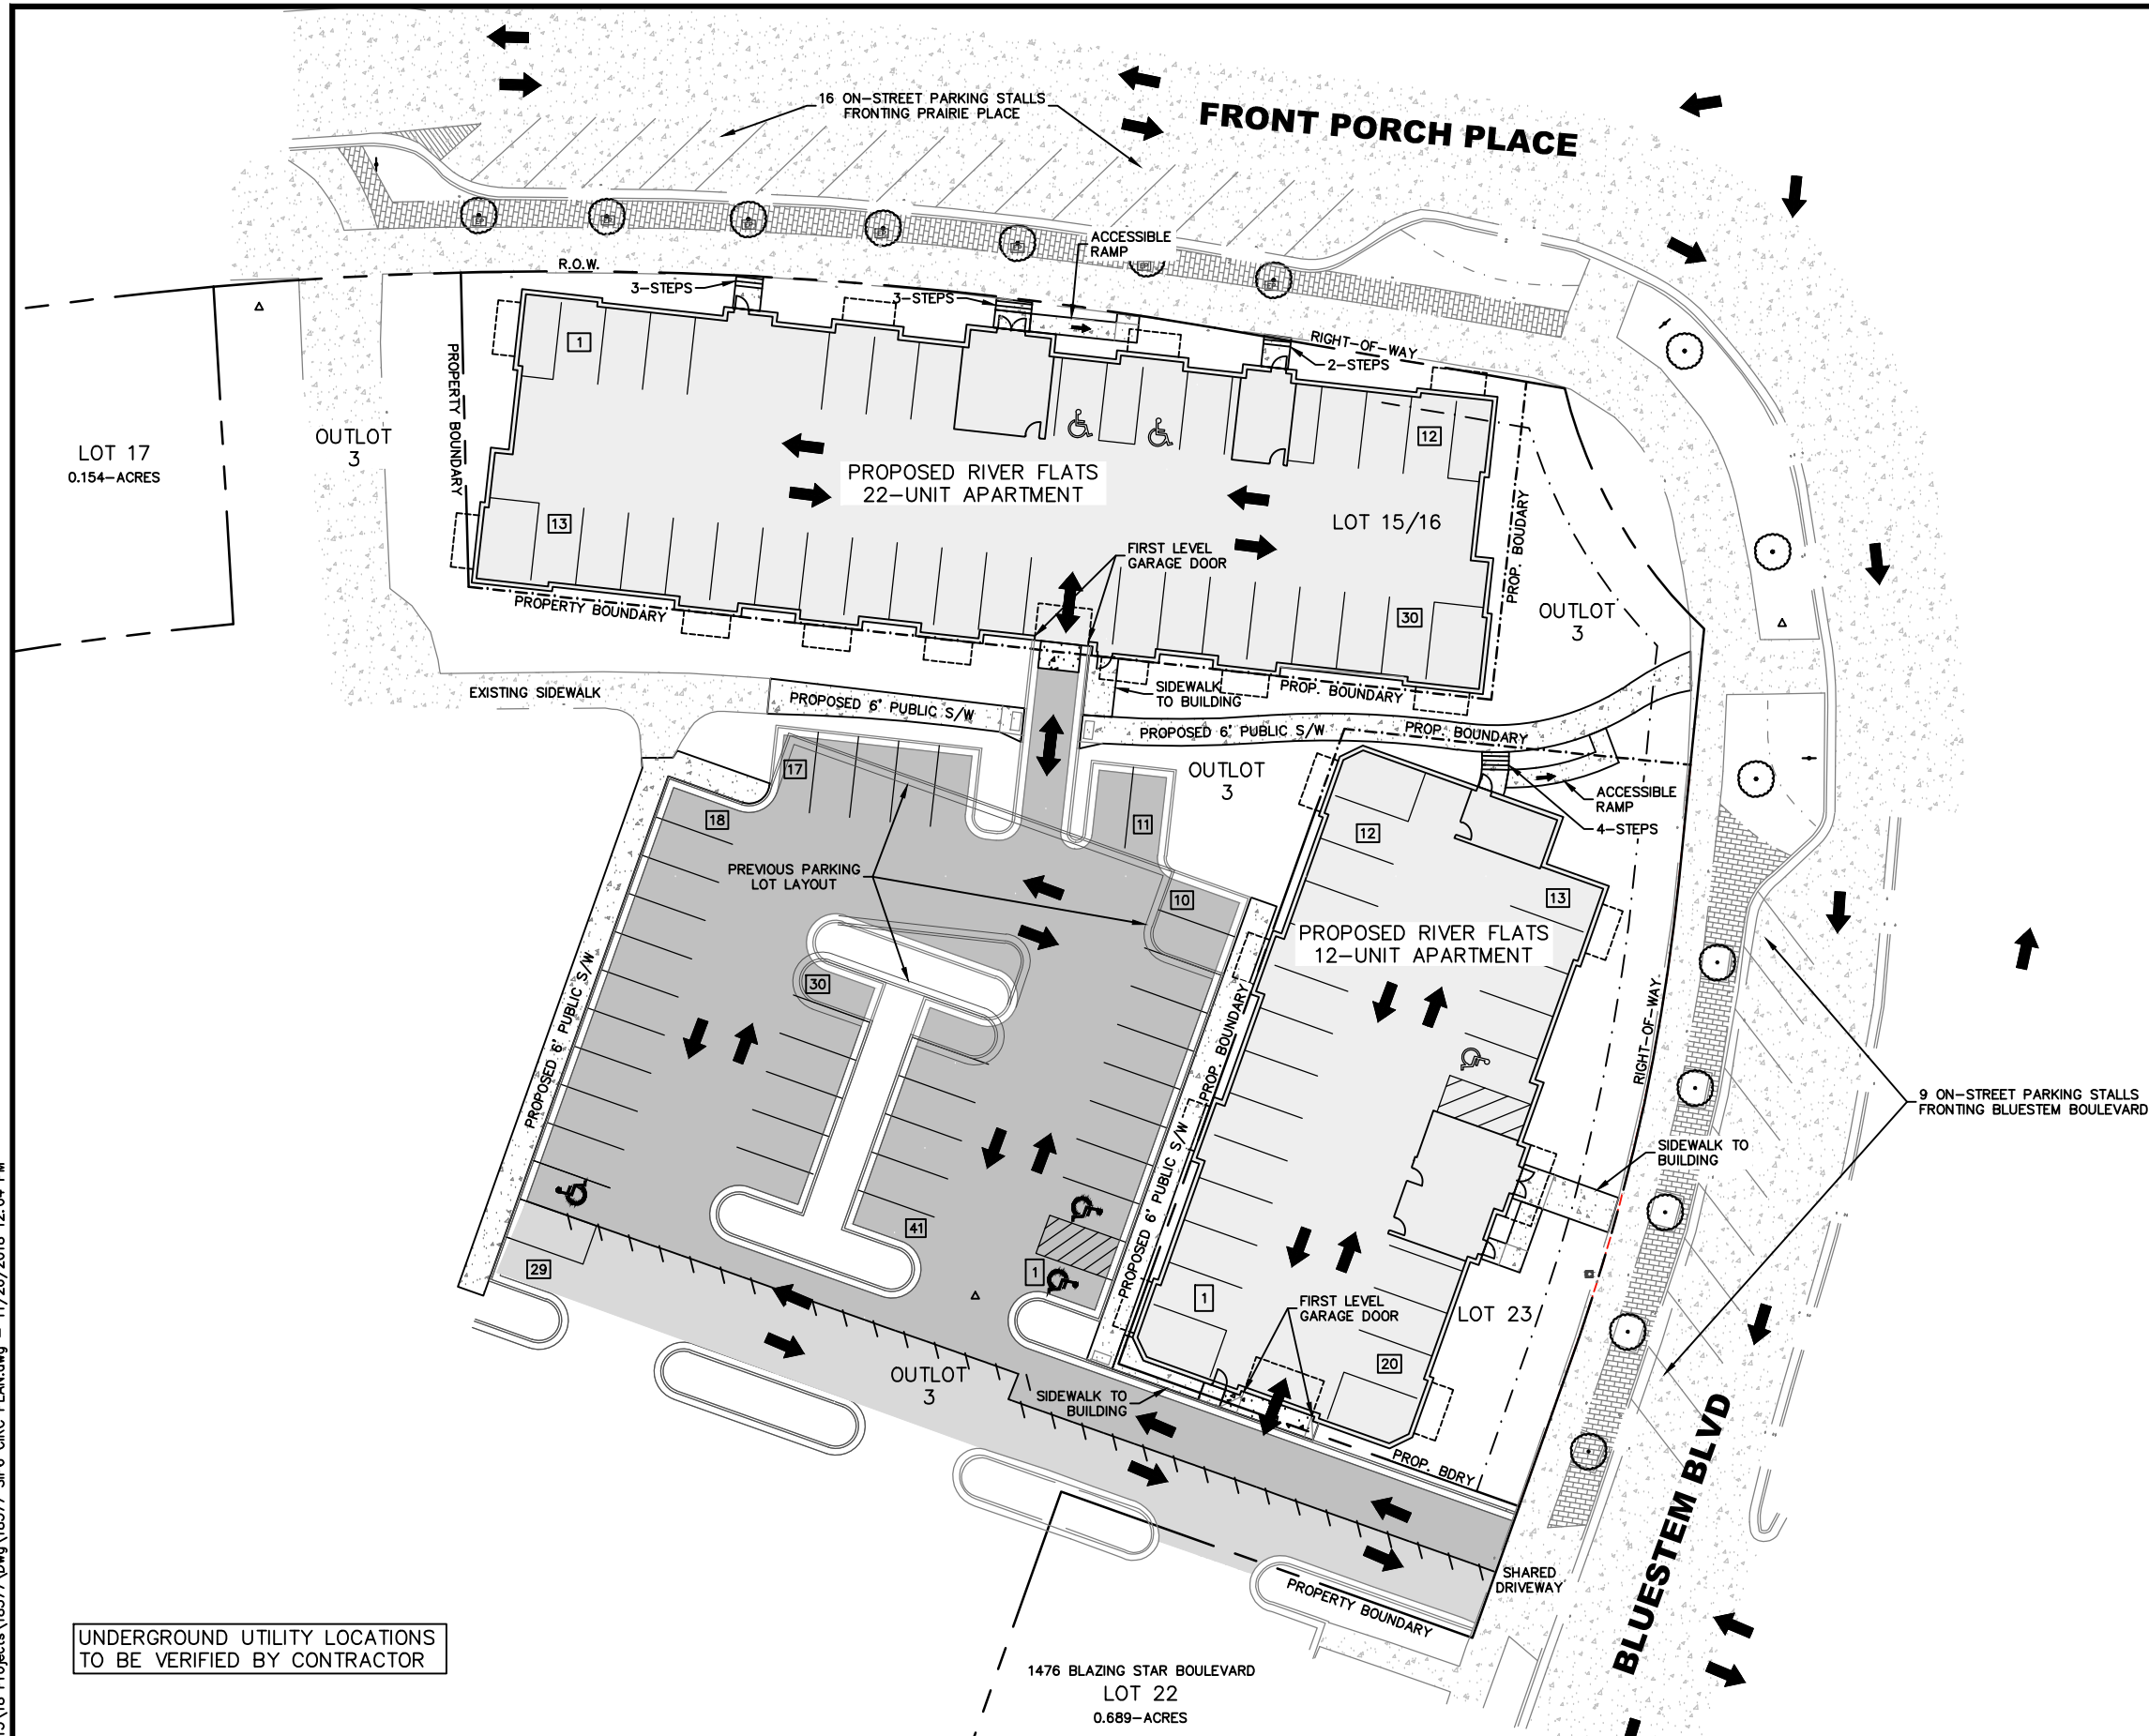 16 ON-STREET PARKING STALLS
FRONTING PRAIRIE PLACE
FRONT PORCH PLACE
ACCESSIBLE
RAMP
R.O.W.
3-STEPS
3-STEPS
RIGHT-OF-WAY
2-STEPS
1
12
PROPERTY BOUNDARY
LOT 17
0.154-ACRES
OUTLOT
3
PROPOSED RIVER FLATS
22-UNIT APARTMENT
LOT 15/16
PROP. BOUDARY
13
FIRST LEVEL
GARAGE DOOR
30
OUTLOT
3
PROPERTY BOUNDARY
EXISTING SIDEWALK
PROPOSED 6' PUBLIC S/W
SIDEWALK
TO BUILDING
PROP. BOUNDARY
PROPOSED 6' PUBLIC S/W
PROP. BOUNDARY
OUTLOT
3
17
18
11
ACCESSIBLE
RAMP
4-STEPS
12
PREVIOUS PARKING
LOT LAYOUT
10
13
PROPOSED RIVER FLATS
12-UNIT APARTMENT
30
PROPOSED 6' PUBLIC S/W
PROP. BOUNDARY
RIGHT-OF-WAY
9 ON-STREET PARKING STALLS
FRONTING BLUESTEM BOULEVARD
SIDEWALK TO
BUILDING
PROPOSED 6' PUBLIC S/W
41
29
1
1
FIRST LEVEL
GARAGE DOOR
LOT 23
20
OUTLOT
3
SIDEWALK TO
BUILDING
PROP. BDRY
BLUESTEM BLVD
SHARED
DRIVEWAY
PROPERTY BOUNDARY
UNDERGROUND UTILITY LOCATIONS
TO BE VERIFIED BY CONTRACTOR
1476 BLAZING STAR BOULEVARD
LOT 22
0.689-ACRES